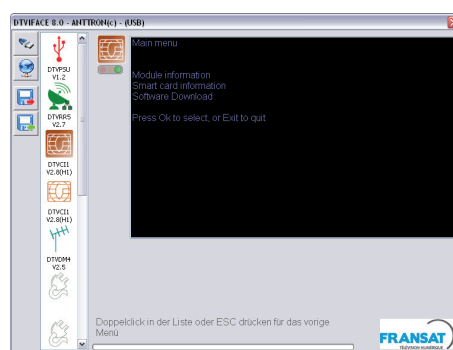 DTVIFACE 8.0 - ANTTRON(c) - (USB)
DTVPSU
V1.2
DTVRRS
V2.7
DTVCI1
V2.8(H1)
DTVCI1
V2.8(H1)
DTVDM4
V2.5
Main menu
Module information
Smart card information
Software Download
Press Ok to select, or Exit to quit
Doppelclick in der Liste oder ESC drücken für das vorige
Menü
FRANSAT
TÉLÉVISION NUMÉRIQUE